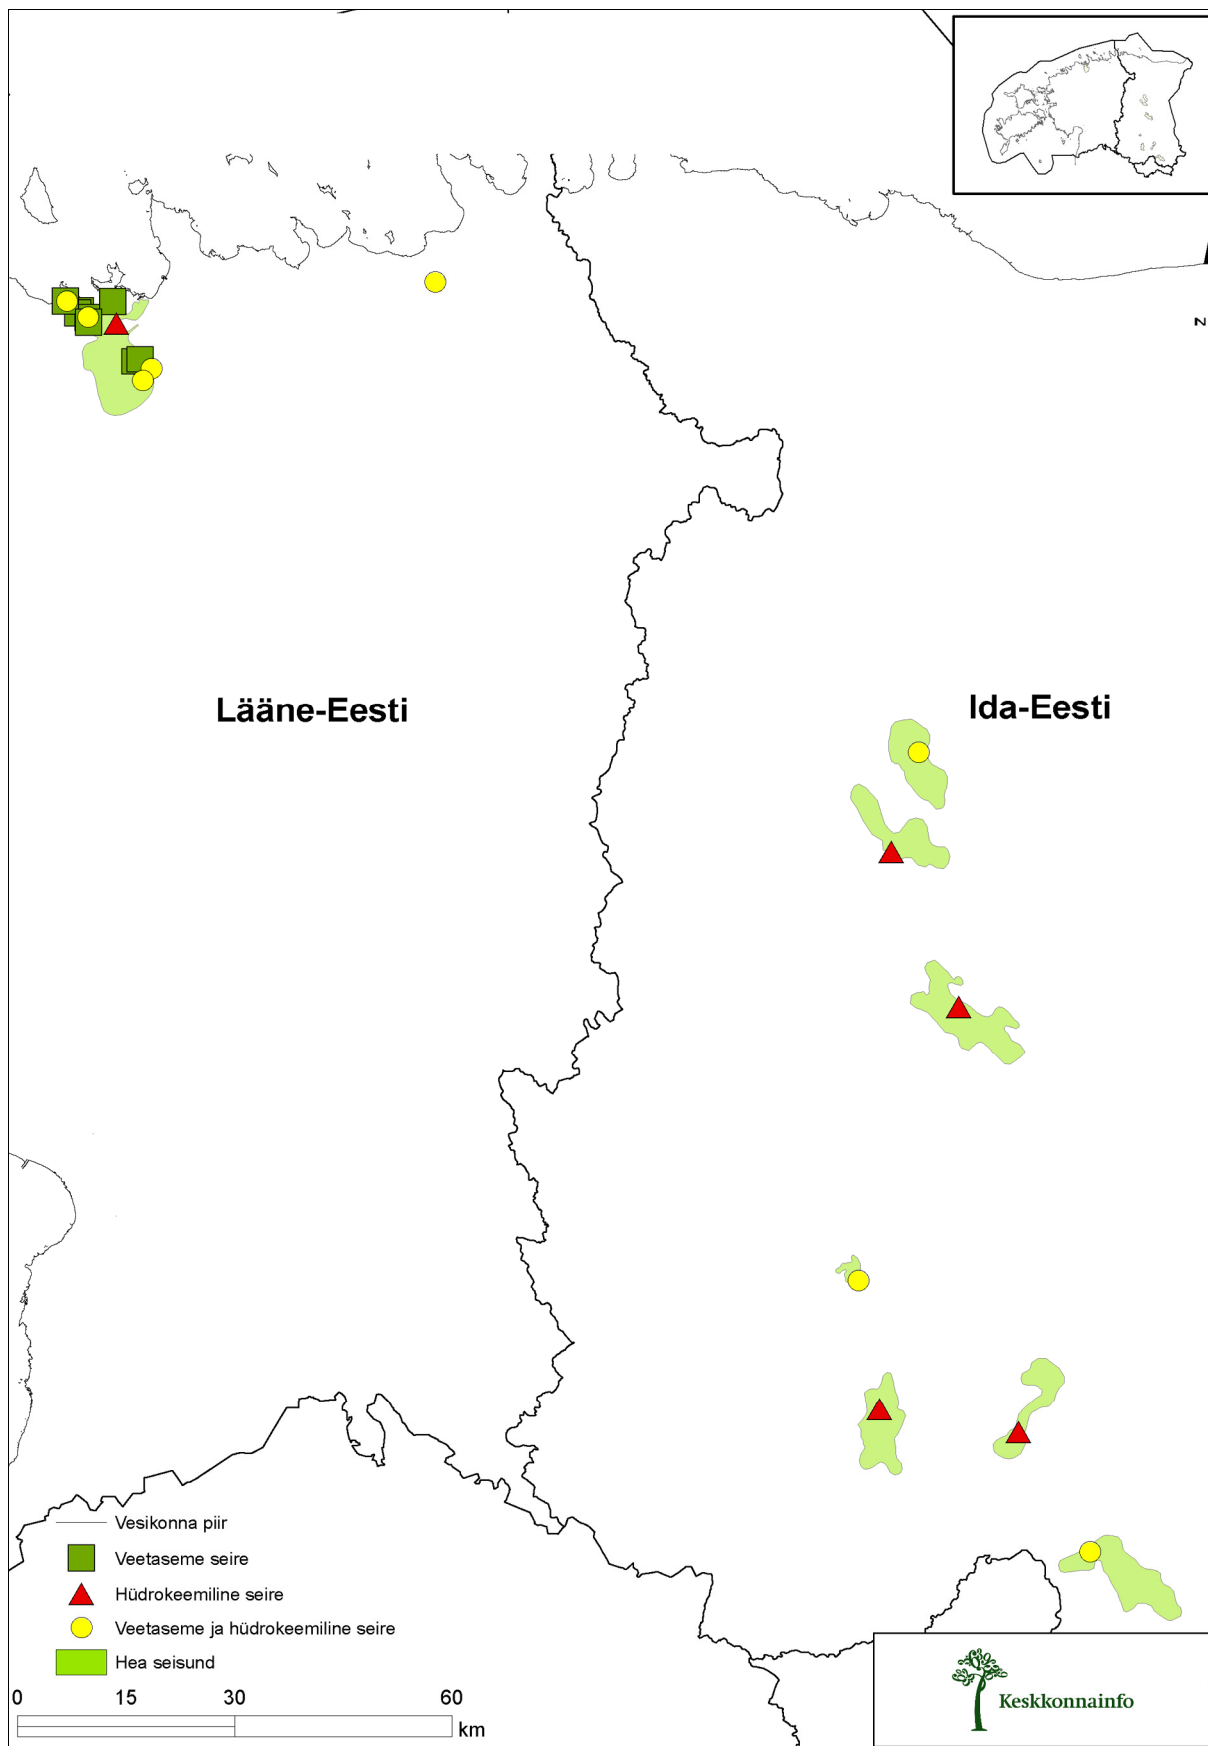 z
Lääne-Eesti
Ida-Eesti
Vesikonna piir
Veetaseme seire
Hüdrokeemiline seire
Veetaseme ja hüdrokeemiline seire
Hea seisund
0 15 30 60
km
Keskkonnainfo